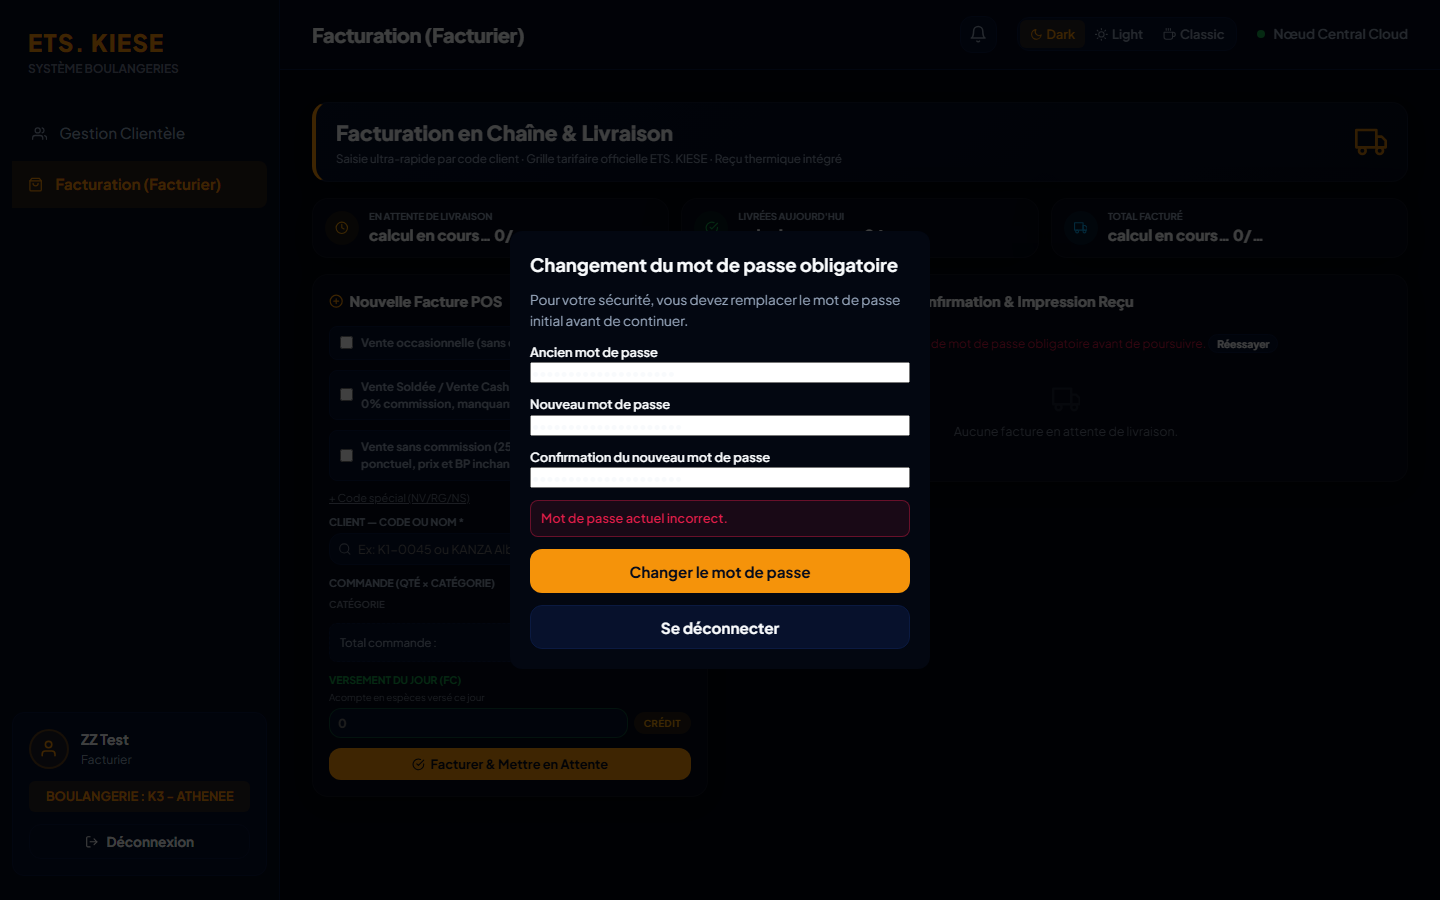 ETS. KIESE
SYSTÈME BOULANGERIES
Gestion Clientèle
Facturation (Facturier)
ZZ Test
Facturier
BOULANGERIE : K3 - ATHENEE
Déconnexion
Facturation (Facturier)
Dark
Light
Classic
Nœud Central Cloud
Facturation en Chaîne & Livraison
Saisie ultra-rapide par code client · Grille tarifaire officielle ETS. KIESE · Reçu thermique intégré
EN ATTENTE DE LIVRAISON
calcul en cours… 0/
LIVRÉES AUJOURD'HUI
TOTAL FACTURÉ
calcul en cours… 0/…
Nouvelle Facture POS
Vente occasionnelle (sans
Vente Soldée / Vente Cash
0% commission, manquan
Vente sans commission (25
ponctuel, prix et BP inchan
+ Code spécial (NV/RG/NS)
CLIENT — CODE OU NOM *
Ex: K1-0045 ou KANZA Alb
COMMANDE (QTÉ × CATÉGORIE)
CATÉGORIE
Total commande :
VERSEMENT DU JOUR (FC)
Acompte en espèces versé ce jour
0
CRÉDIT
Facturer & Mettre en Attente
nfirmation & Impression Reçu
de mot de passe obligatoire avant de poursuivre.
Réessayer
Aucune facture en attente de livraison.
Changement du mot de passe obligatoire
Pour votre sécurité, vous devez remplacer le mot de passe
initial avant de continuer.
Ancien mot de passe
Nouveau mot de passe
Confirmation du nouveau mot de passe
Mot de passe actuel incorrect.
Changer le mot de passe
Se déconnecter